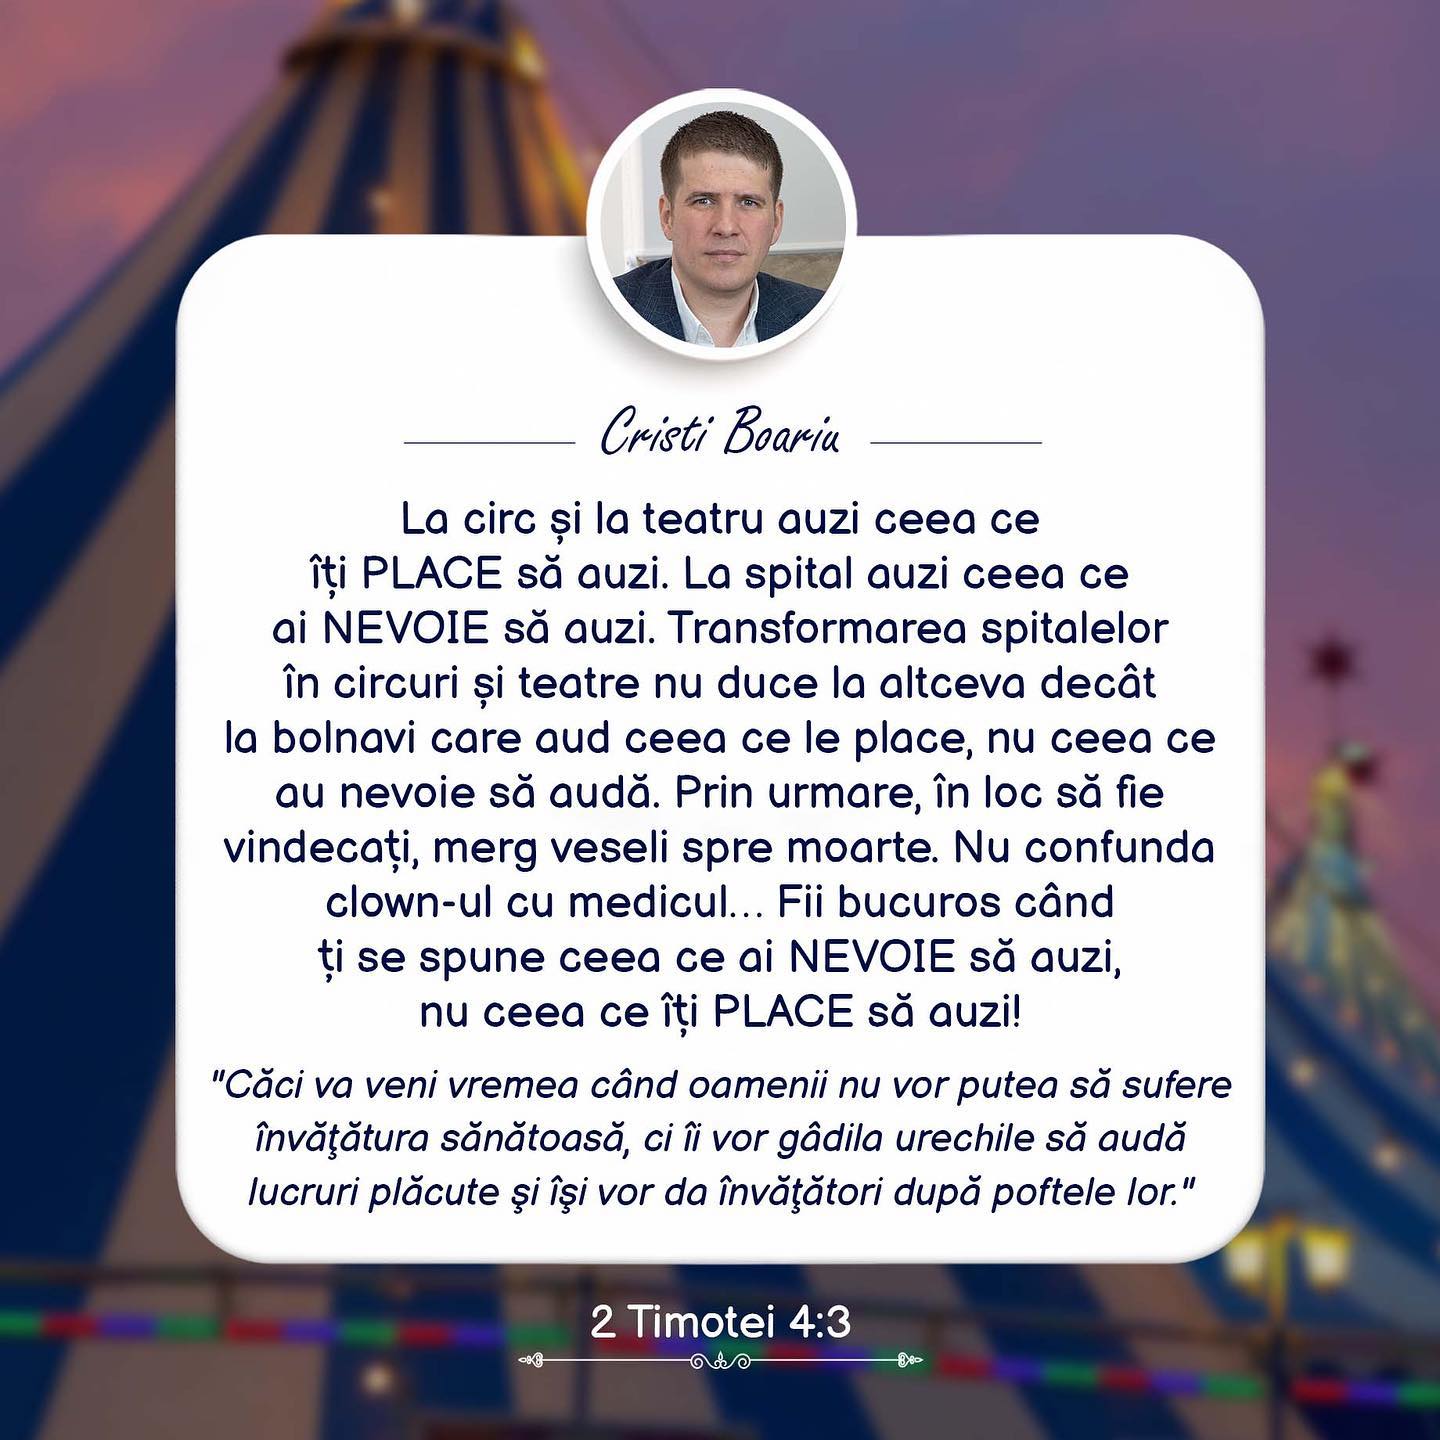 Cristi Boariu
La circ și la teatru auzi ceea ce
îți PLACE să auzi. La spital auzi ceea ce
ai NEVOIE să auzi. Transformarea spitalelor
în circuri și teatre nu duce la altceva decât
la bolnavi care aud ceea ce le place, nu ceea ce
au nevoie să audă. Prin urmare, în loc să fie
vindecați, merg veseli spre moarte. Nu confunda
clown-ul cu medicul... Fii bucuros când
ți se spune ceea ce ai NEVOIE să auzi,
nu ceea ce îți PLACE să auzi!
"Căci va veni vremea când oamenii nu vor putea să sufere
învăţătura sănătoasă, ci îi vor gâdila urechile să audă
lucruri plăcute şi îşi vor da învăţători după poftele lor."
2 Timotei 4:3